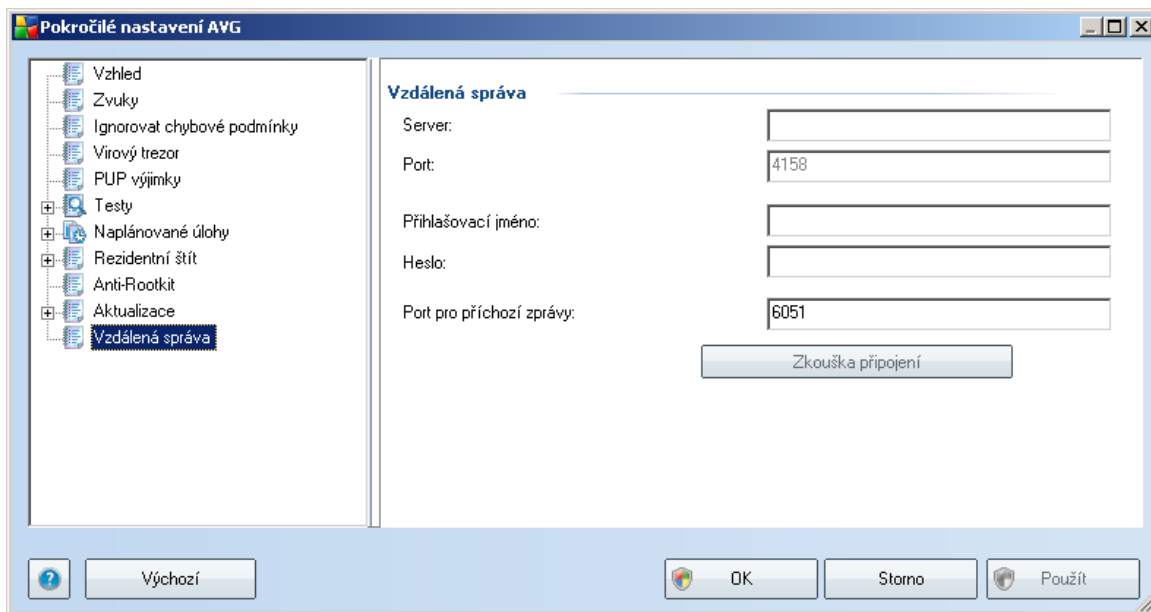 Pokročilé nastavení AVG
Vzhled
Zvuky
Ignorovat chybové podmínky
Virový trezor
PUP výjimky
Testy
Naplánované úlohy
Rezidentní štít
Anti-Rootkit
Aktualizace
Vzdálená správa
Vzdálená správa
Server:
Port: 4158
Přihlašovací jméno:
Heslo:
Port pro příchozí zprávy: 6051
Zkouška připojení
Výchozí OK Storno Použít